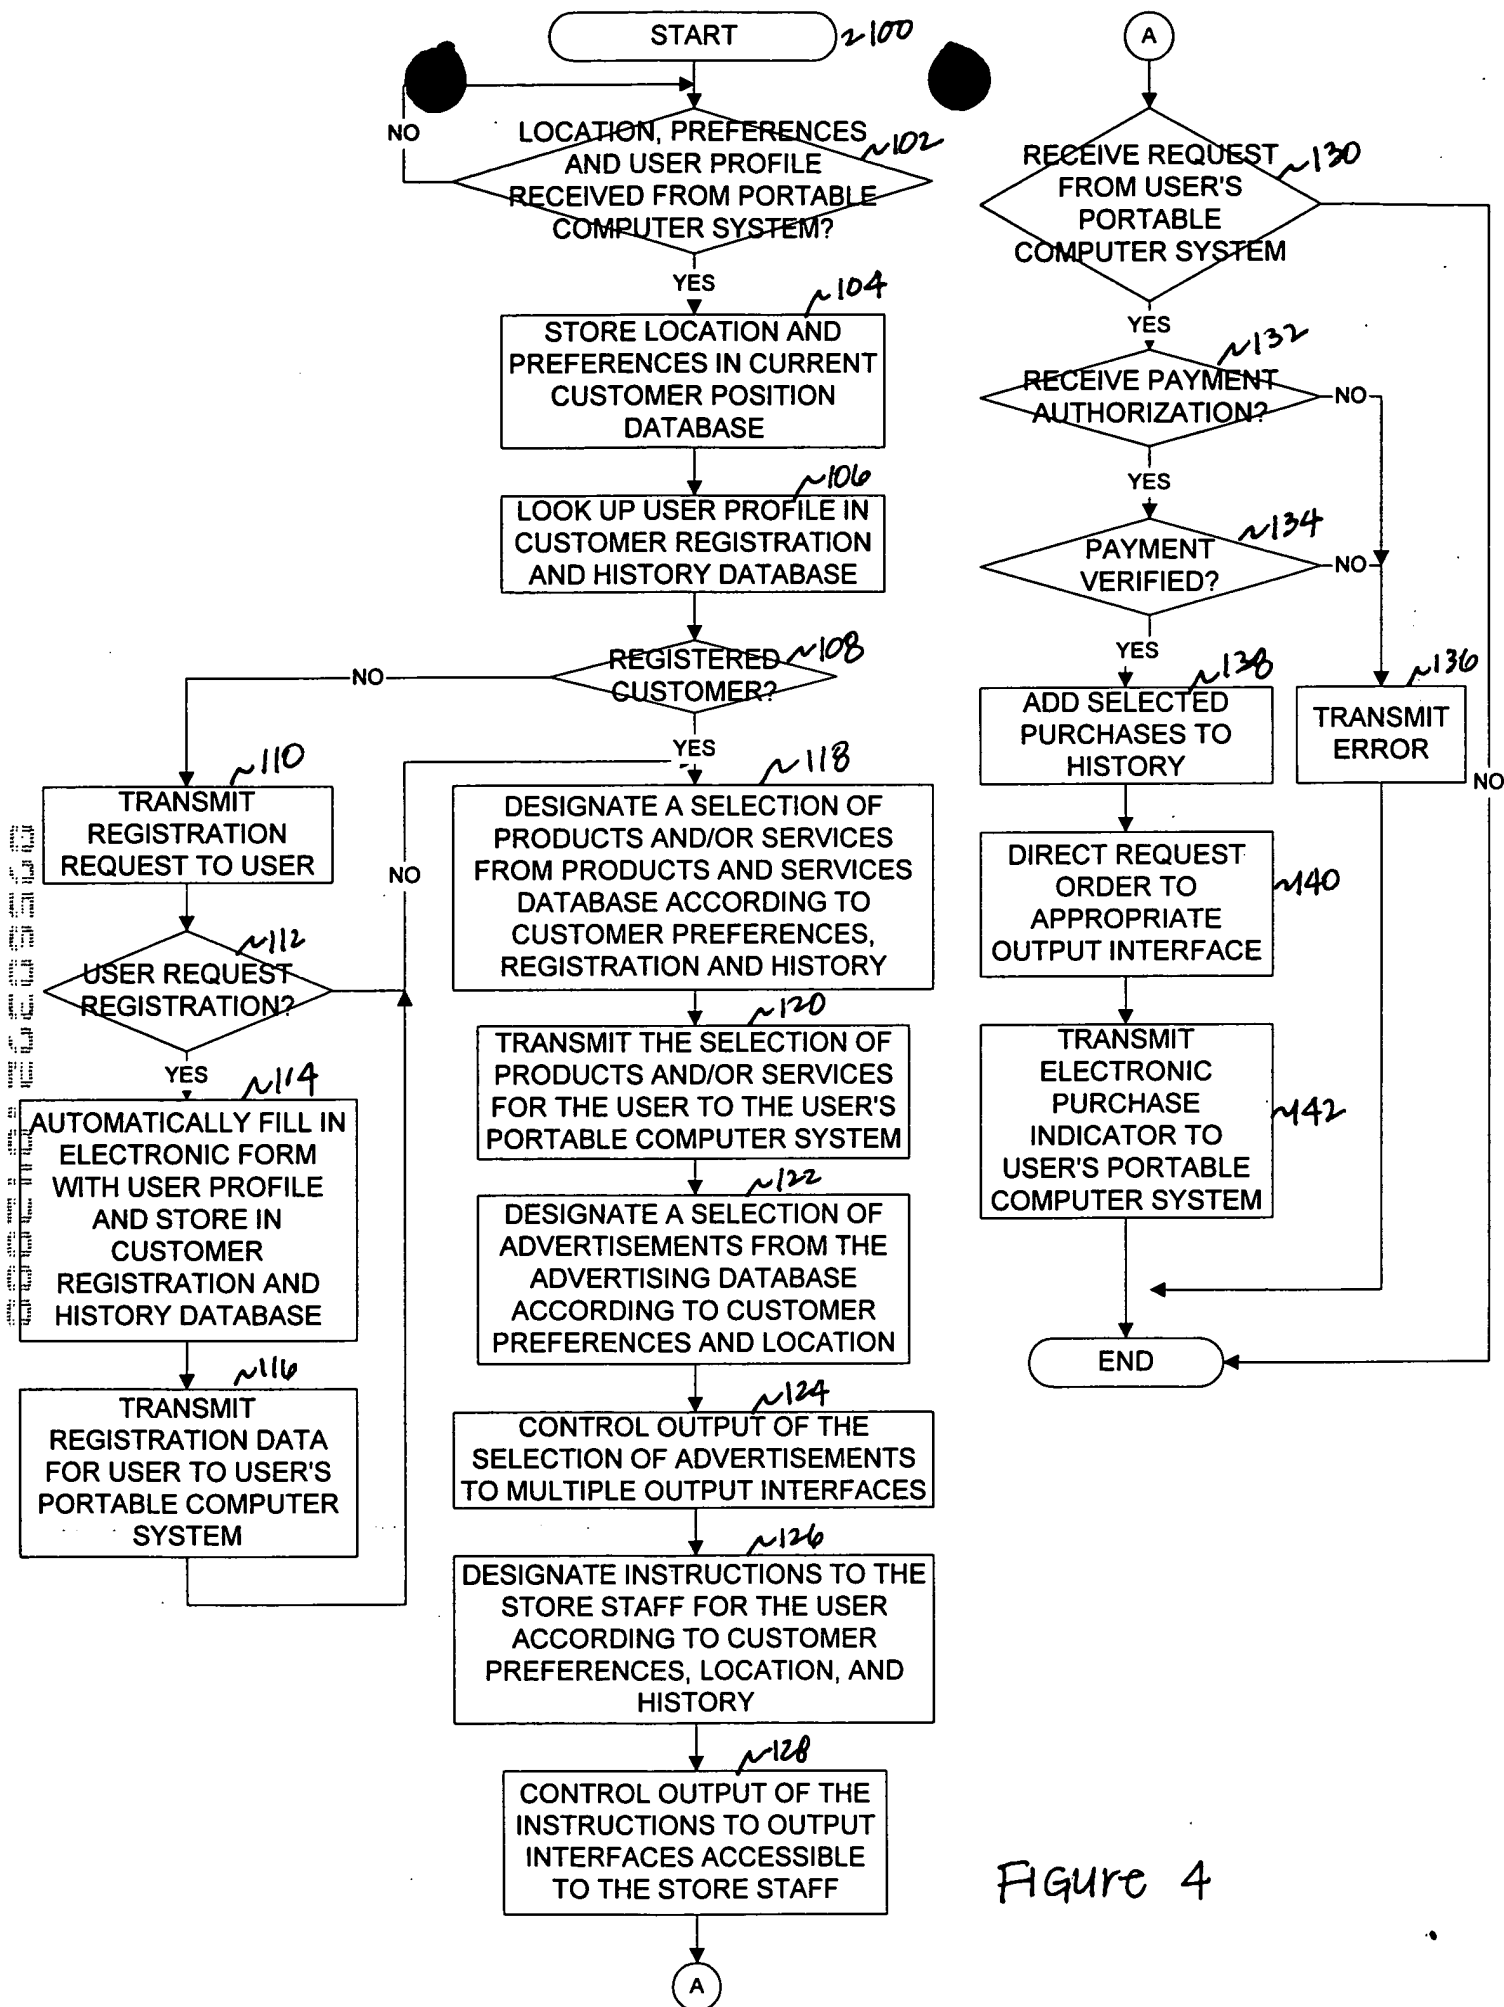 START
~100
NO
LOCATION, PREFERENCES
AND USER PROFILE
RECEIVED FROM PORTABLE
COMPUTER SYSTEM?
~102
YES
~104
STORE LOCATION AND
PREFERENCES IN CURRENT
CUSTOMER POSITION
DATABASE
~106
LOOK UP USER PROFILE IN
CUSTOMER REGISTRATION
AND HISTORY DATABASE
REGISTERED
CUSTOMER?
~108
NO
YES
~110
TRANSMIT
REGISTRATION
REQUEST TO USER
~112
USER REQUEST
REGISTRATION?
NO
YES
~114
AUTOMATICALLY FILL IN
ELECTRONIC FORM
WITH USER PROFILE
AND STORE IN
CUSTOMER
REGISTRATION AND
HISTORY DATABASE
~116
TRANSMIT
REGISTRATION DATA
FOR USER TO USER'S
PORTABLE COMPUTER
SYSTEM
~118
DESIGNATE A SELECTION OF
PRODUCTS AND/OR SERVICES
FROM PRODUCTS AND SERVICES
DATABASE ACCORDING TO
CUSTOMER PREFERENCES,
REGISTRATION AND HISTORY
~120
TRANSMIT THE SELECTION OF
PRODUCTS AND/OR SERVICES
FOR THE USER TO THE USER'S
PORTABLE COMPUTER SYSTEM
~122
DESIGNATE A SELECTION OF
ADVERTISEMENTS FROM THE
ADVERTISING DATABASE
ACCORDING TO CUSTOMER
PREFERENCES AND LOCATION
~124
CONTROL OUTPUT OF THE
SELECTION OF ADVERTISEMENTS
TO MULTIPLE OUTPUT INTERFACES
~126
DESIGNATE INSTRUCTIONS TO THE
STORE STAFF FOR THE USER
ACCORDING TO CUSTOMER
PREFERENCES, LOCATION, AND
HISTORY
~128
CONTROL OUTPUT OF THE
INSTRUCTIONS TO OUTPUT
INTERFACES ACCESSIBLE
TO THE STORE STAFF
A
A
RECEIVE REQUEST
FROM USER'S
PORTABLE
COMPUTER SYSTEM
~130
YES
~132
RECEIVE PAYMENT
AUTHORIZATION?
NO
YES
~134
PAYMENT
VERIFIED?
NO
YES
~138
ADD SELECTED
PURCHASES TO
HISTORY
~136
TRANSMIT
ERROR
NO
DIRECT REQUEST
ORDER TO
APPROPRIATE
OUTPUT INTERFACE
~140
TRANSMIT
ELECTRONIC
PURCHASE
INDICATOR TO
USER'S PORTABLE
COMPUTER SYSTEM
~142
END
Figure 4